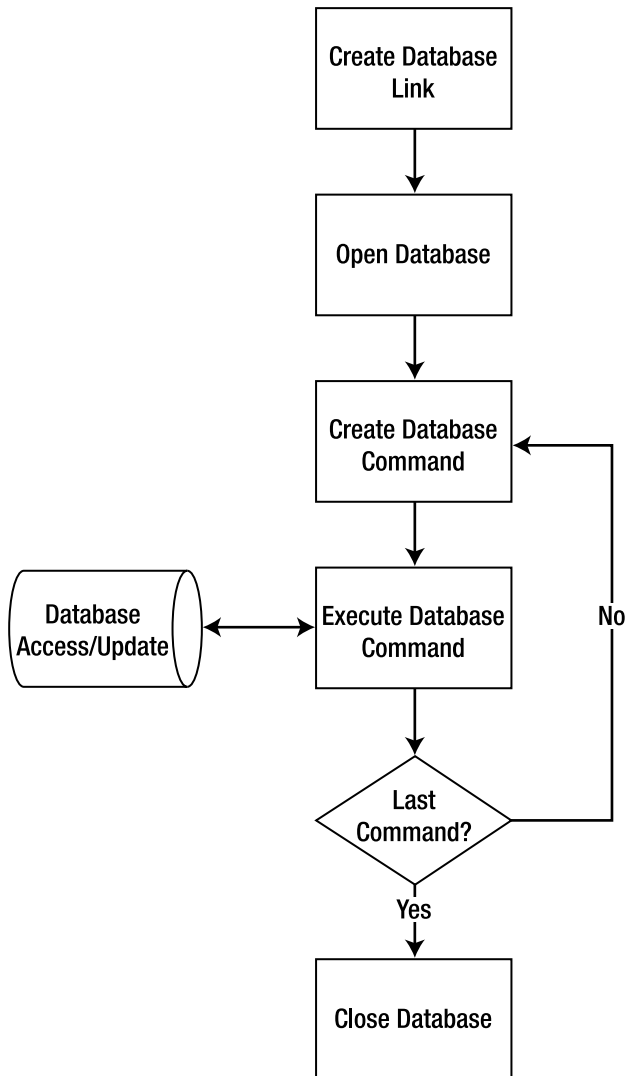 Create Database
Link
Open Database
Create Database
Command
Database
Access/Update
Execute Database
Command
No
Last
Command?
Yes
Close Database